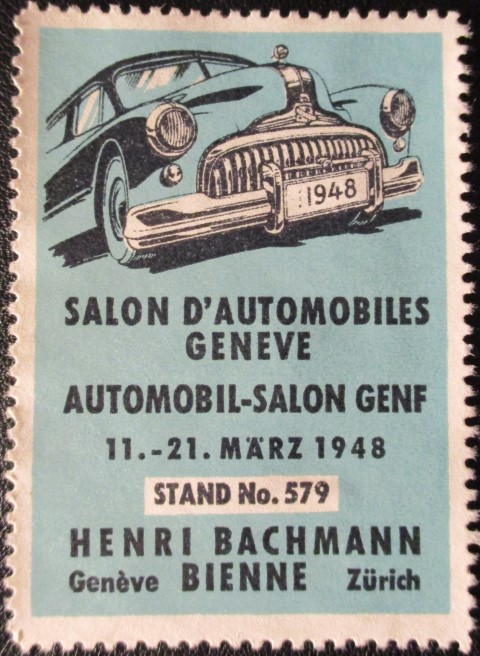 1948
SALON D'AUTOMOBILES
GENEVE
AUTOMOBIL-SALON GENF
11.-21. MÄRZ 1948
STAND No. 579
HENRI BACHMANN
Genève BIENNE Zürich